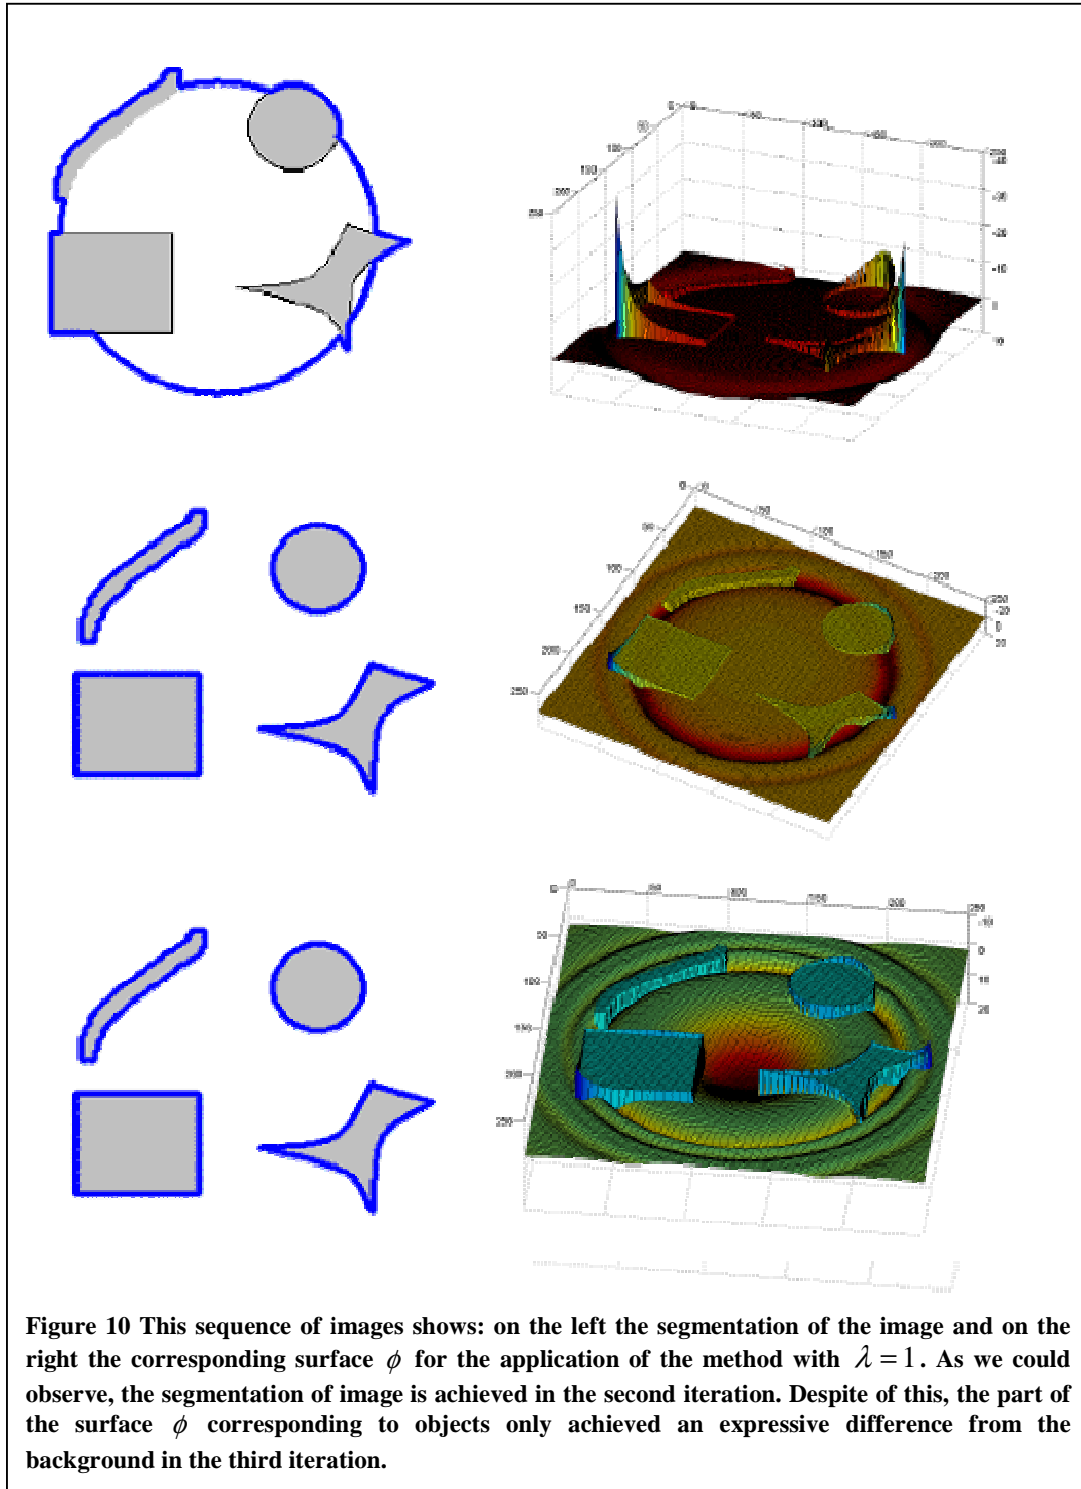 Figure 10 This sequence of images shows: on the left the segmentation of the image and on the
right the corresponding surface ϕ for the application of the method with λ = 1. As we could
observe, the segmentation of image is achieved in the second iteration. Despite of this, the part of
the surface ϕ corresponding to objects only achieved an expressive difference from the
background in the third iteration.